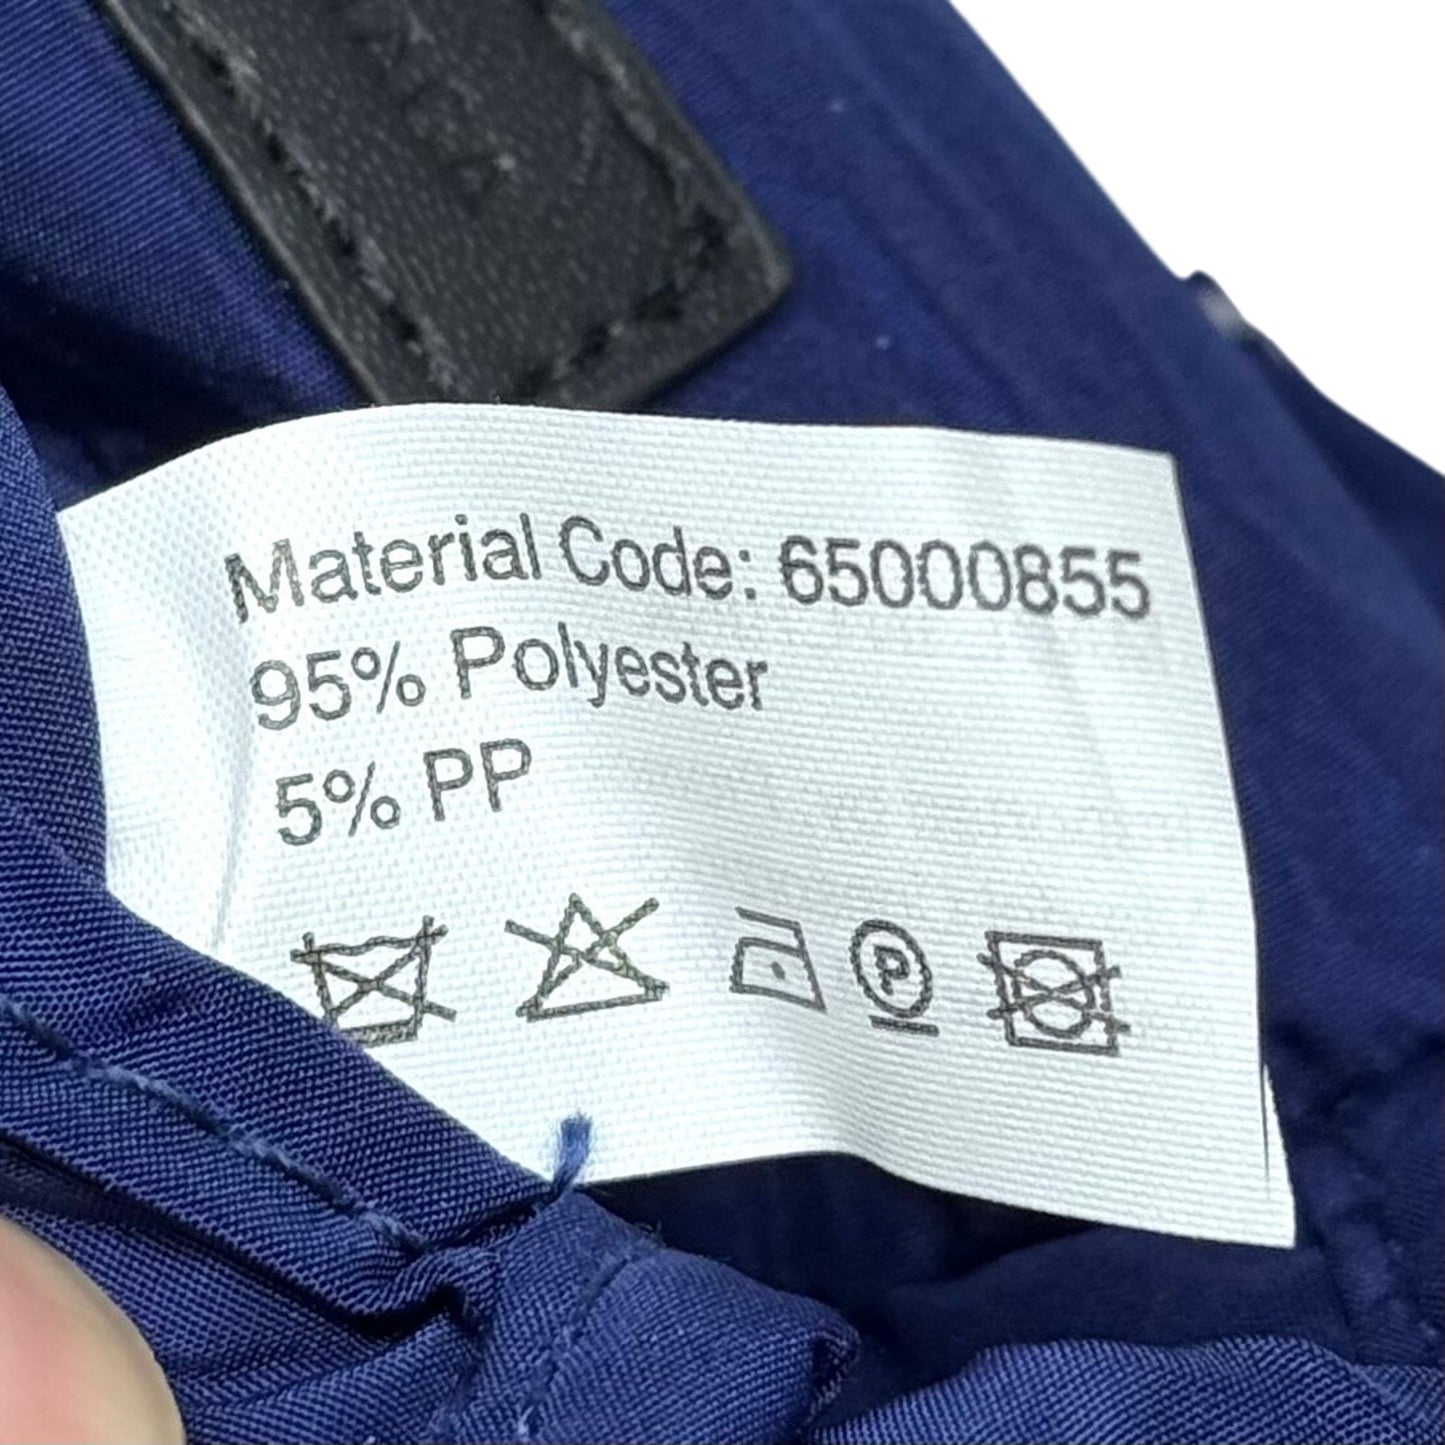 Material Code: 65000855
95% Polyester
5% PP
P